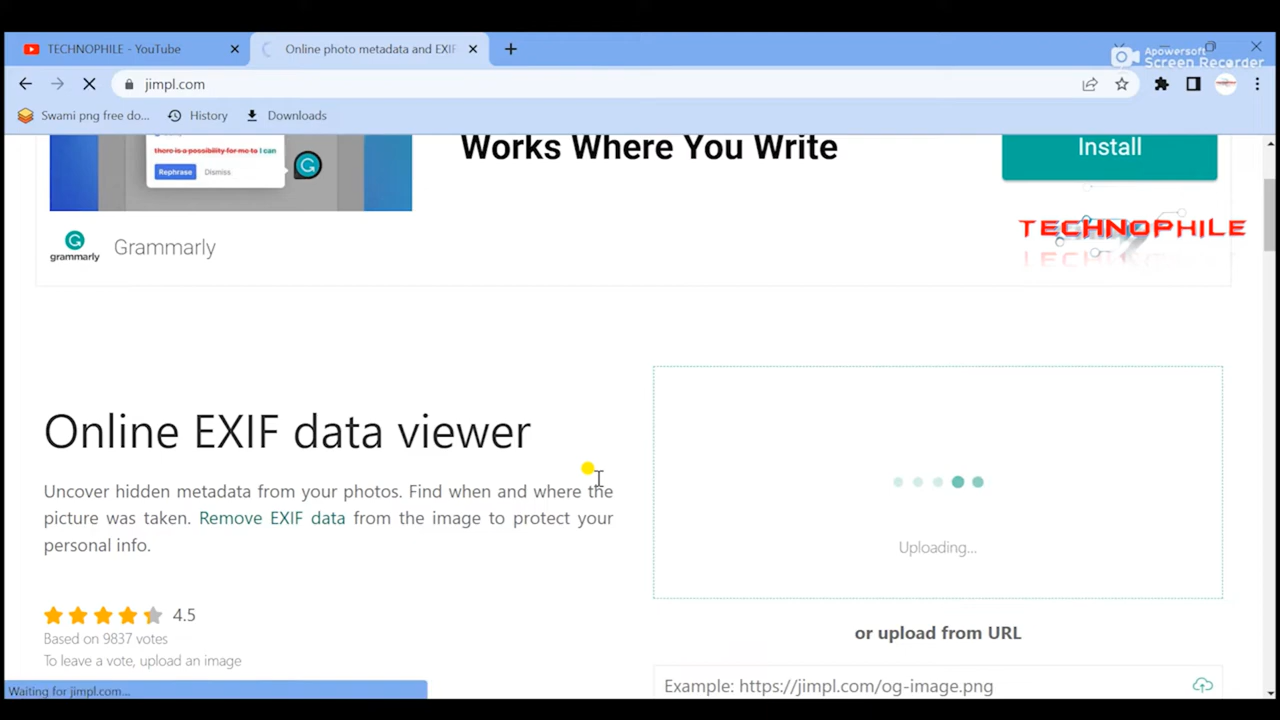 TECHNOPHILE - YouTube
Online photo metadata and EXIF
Apowersoft
Screen Recorder
jimpl.com
Swami png free do...
History
Downloads
there is a possibility for me to I can
Rephrase
Dismiss
Works Where You Write
Install
TECHNOPHILE
grammarly
Grammarly
Online EXIF data viewer
Uncover hidden metadata from your photos. Find when and where the
picture was taken. Remove EXIF data from the image to protect your
personal info.
Uploading...
4.5
Based on 9837 votes
To leave a vote, upload an image
or upload from URL
Example: https://jimpl.com/og-image.png
Waiting for jimpl.com...